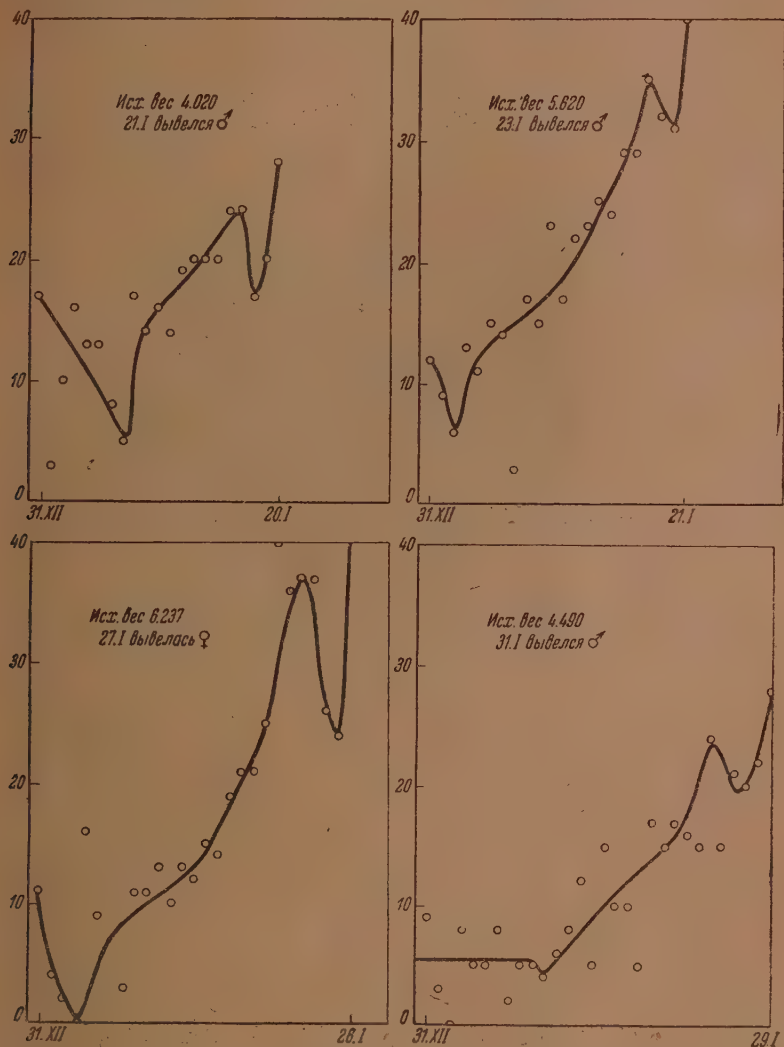 40
30
20
10
0
Исх. вес 4.020
21.I вывелся ♂
31.XII
20.I
40
30
20
10
0
Исх. вес 5.620
23.I вывелся ♂
31.XII
21.I
40
30
20
10
0
Исх. вес 6.237
27.I вывелась ♀
31.XII
26.I
40
30
20
10
0
Исх. вес 4.490
31.I вывелся ♂
31.XII
29.I